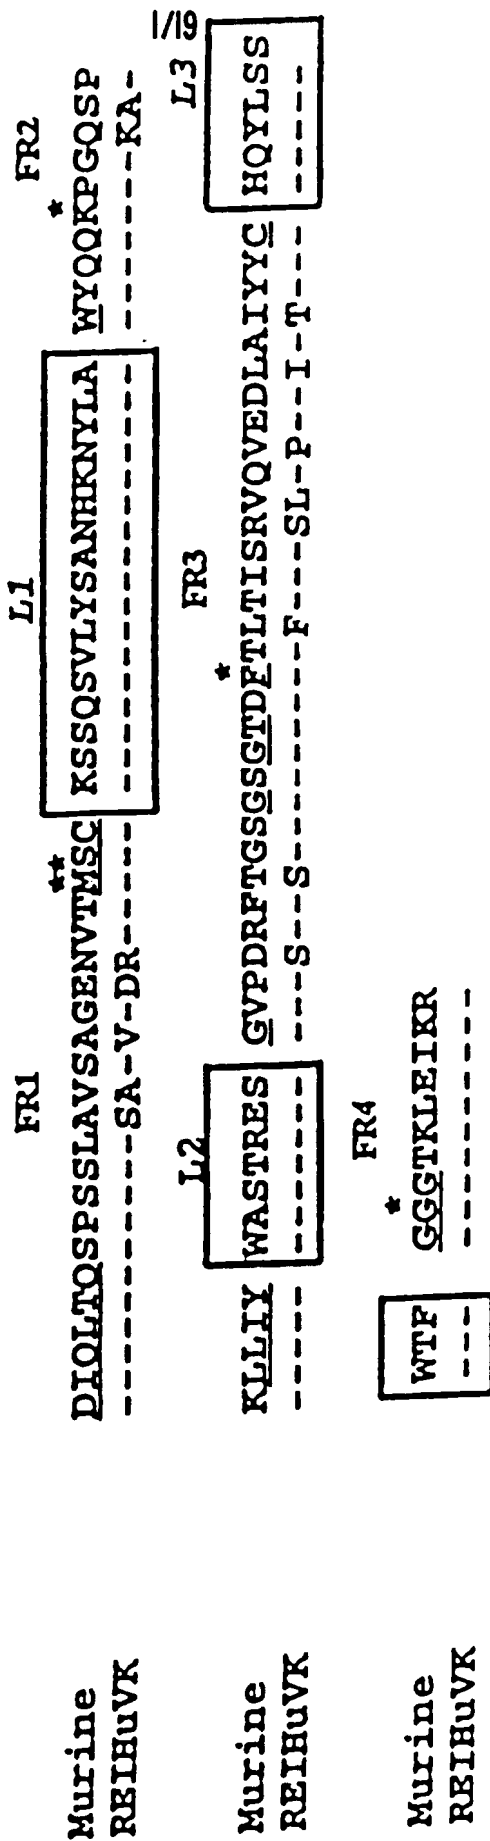 1/19
FR1 L1 FR2
** *
Murine DIQLTQSPSSLAVSAGENVTMSC KSSQSVLYSANHKNYLA WYQQKPGQSP
REIHuVK -----------SA-V-DR----- ----------------- -------KA-
L2 FR3 L3
*
Murine KLLIY WASTRES GVPDRFTGSGSGTDFTLTISRVQVEDLAIYYC HQYLSS
REIHuVK ----- ------- ---S--S---------F---SL-P--I-T--- ------
FR4
*
Murine WTF GGGTKLEIKR
REIHuVK --- ----------